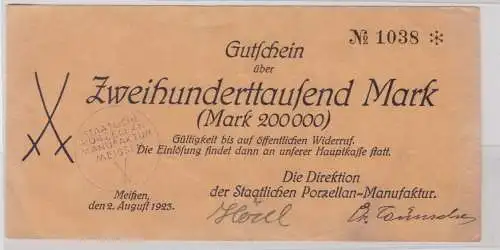 № 1038 *
Gutschein
über
Zweihunderttausend Mark
(Mark 200000)
Gültigkeit bis auf öffentlichen Widerruf.
Die Einlösung findet dann an unserer Hauptkasse statt.
STAATLICHE
PORZELLAN
MANUFAKTUR
MEISSEN
Die Direktion
der Staatlichen Porzellan-Manufaktur.
Meißen,
den 2. August 1923.